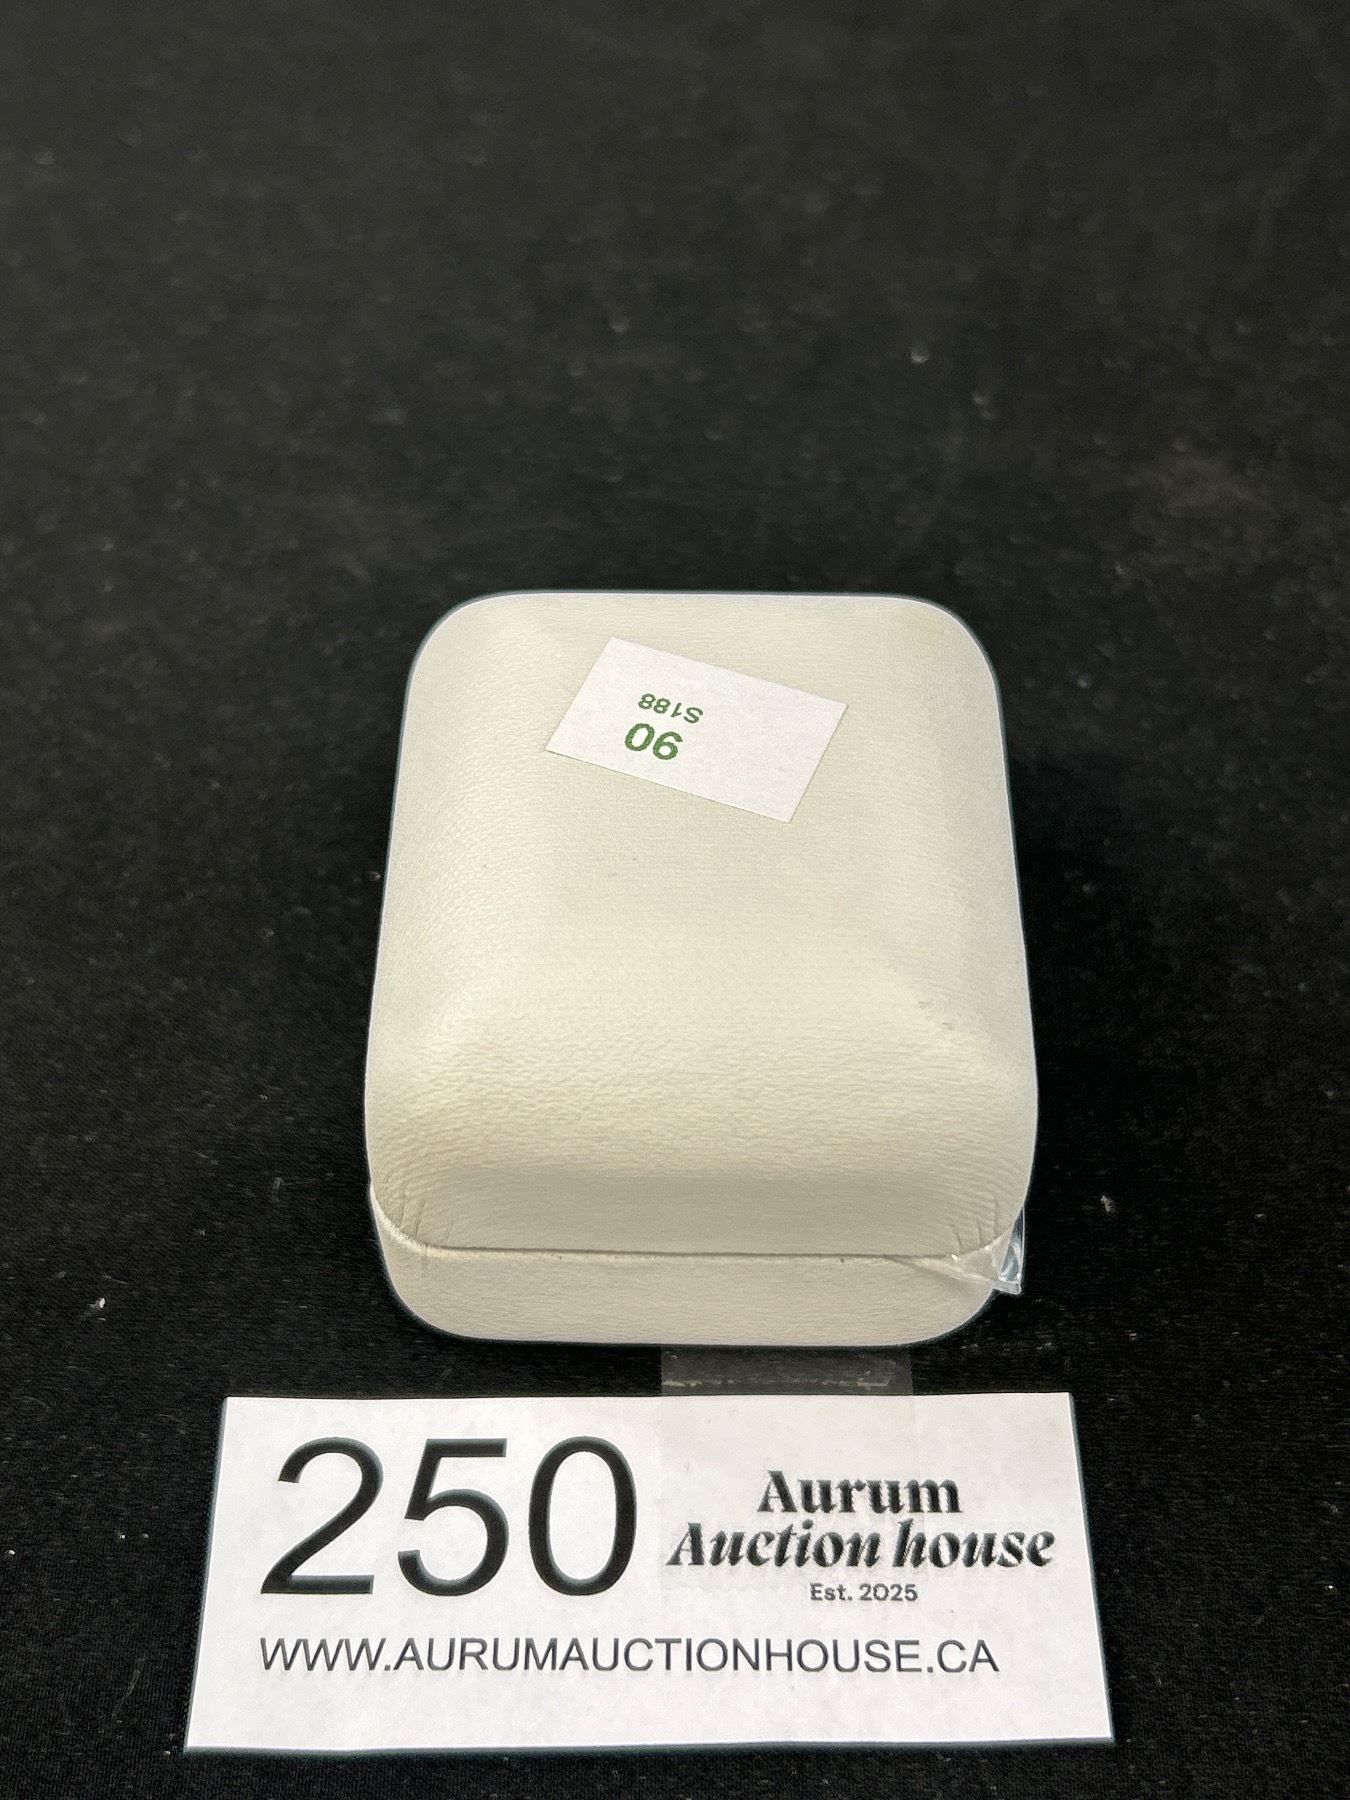 90
S188
250
Aurum
Auction house
Est. 2025
WWW.AURUMAUCTIONHOUSE.CA